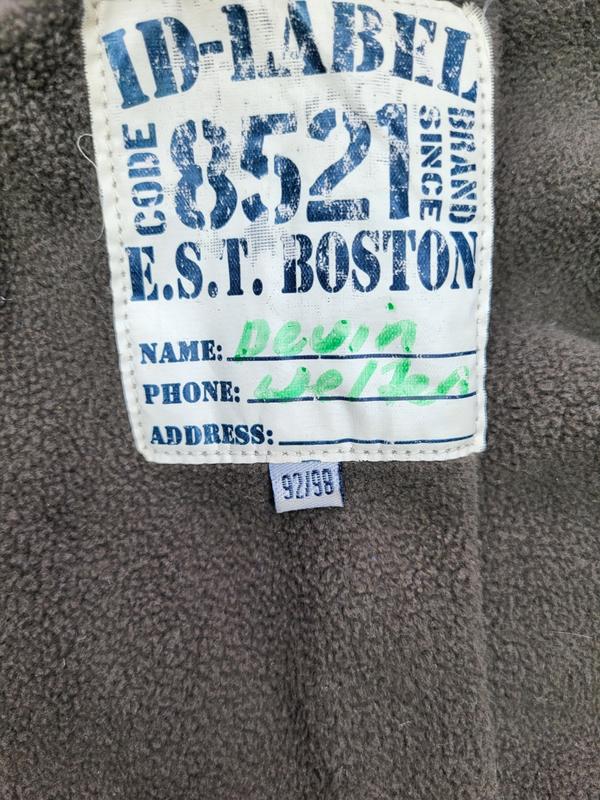 ID-LABEL
CODE
8521
BRAND
SINCE
E.S.T. BOSTON
NAME: Devin
PHONE:
ADDRESS:
92/98